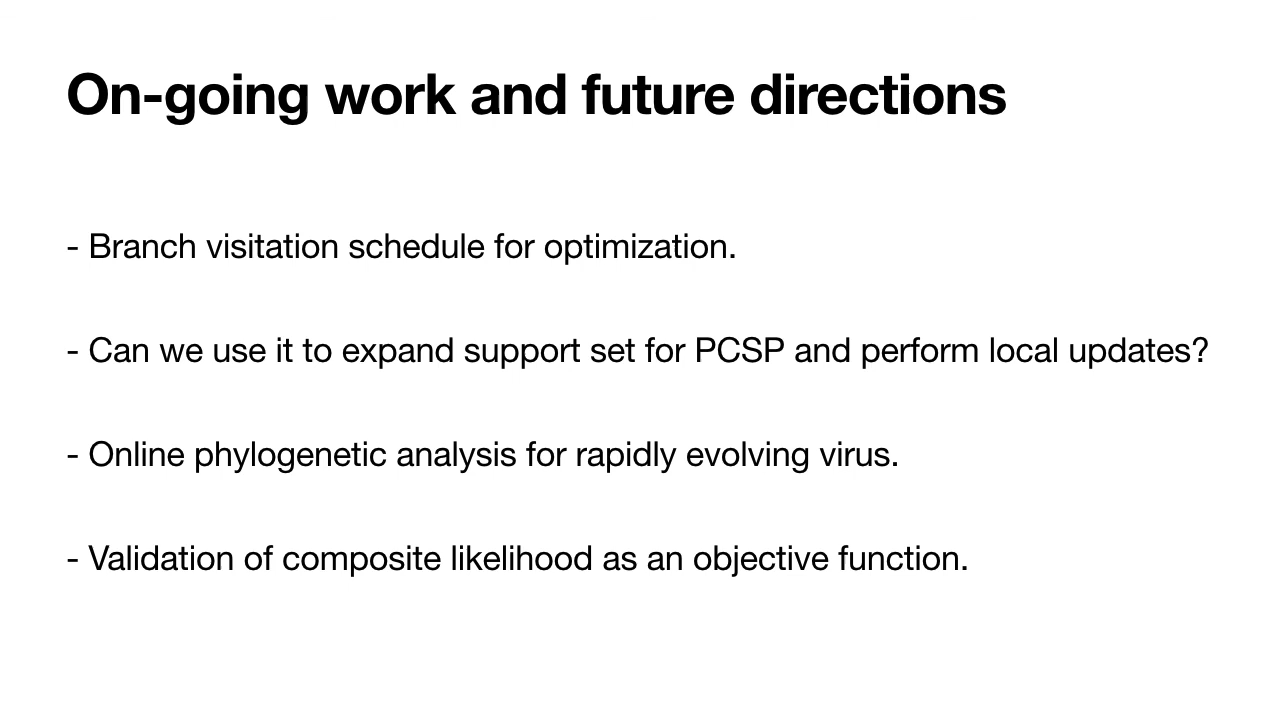 On-going work and future directions
- Branch visitation schedule for optimization.
- Can we use it to expand support set for PCSP and perform local updates?
- Online phylogenetic analysis for rapidly evolving virus.
- Validation of composite likelihood as an objective function.